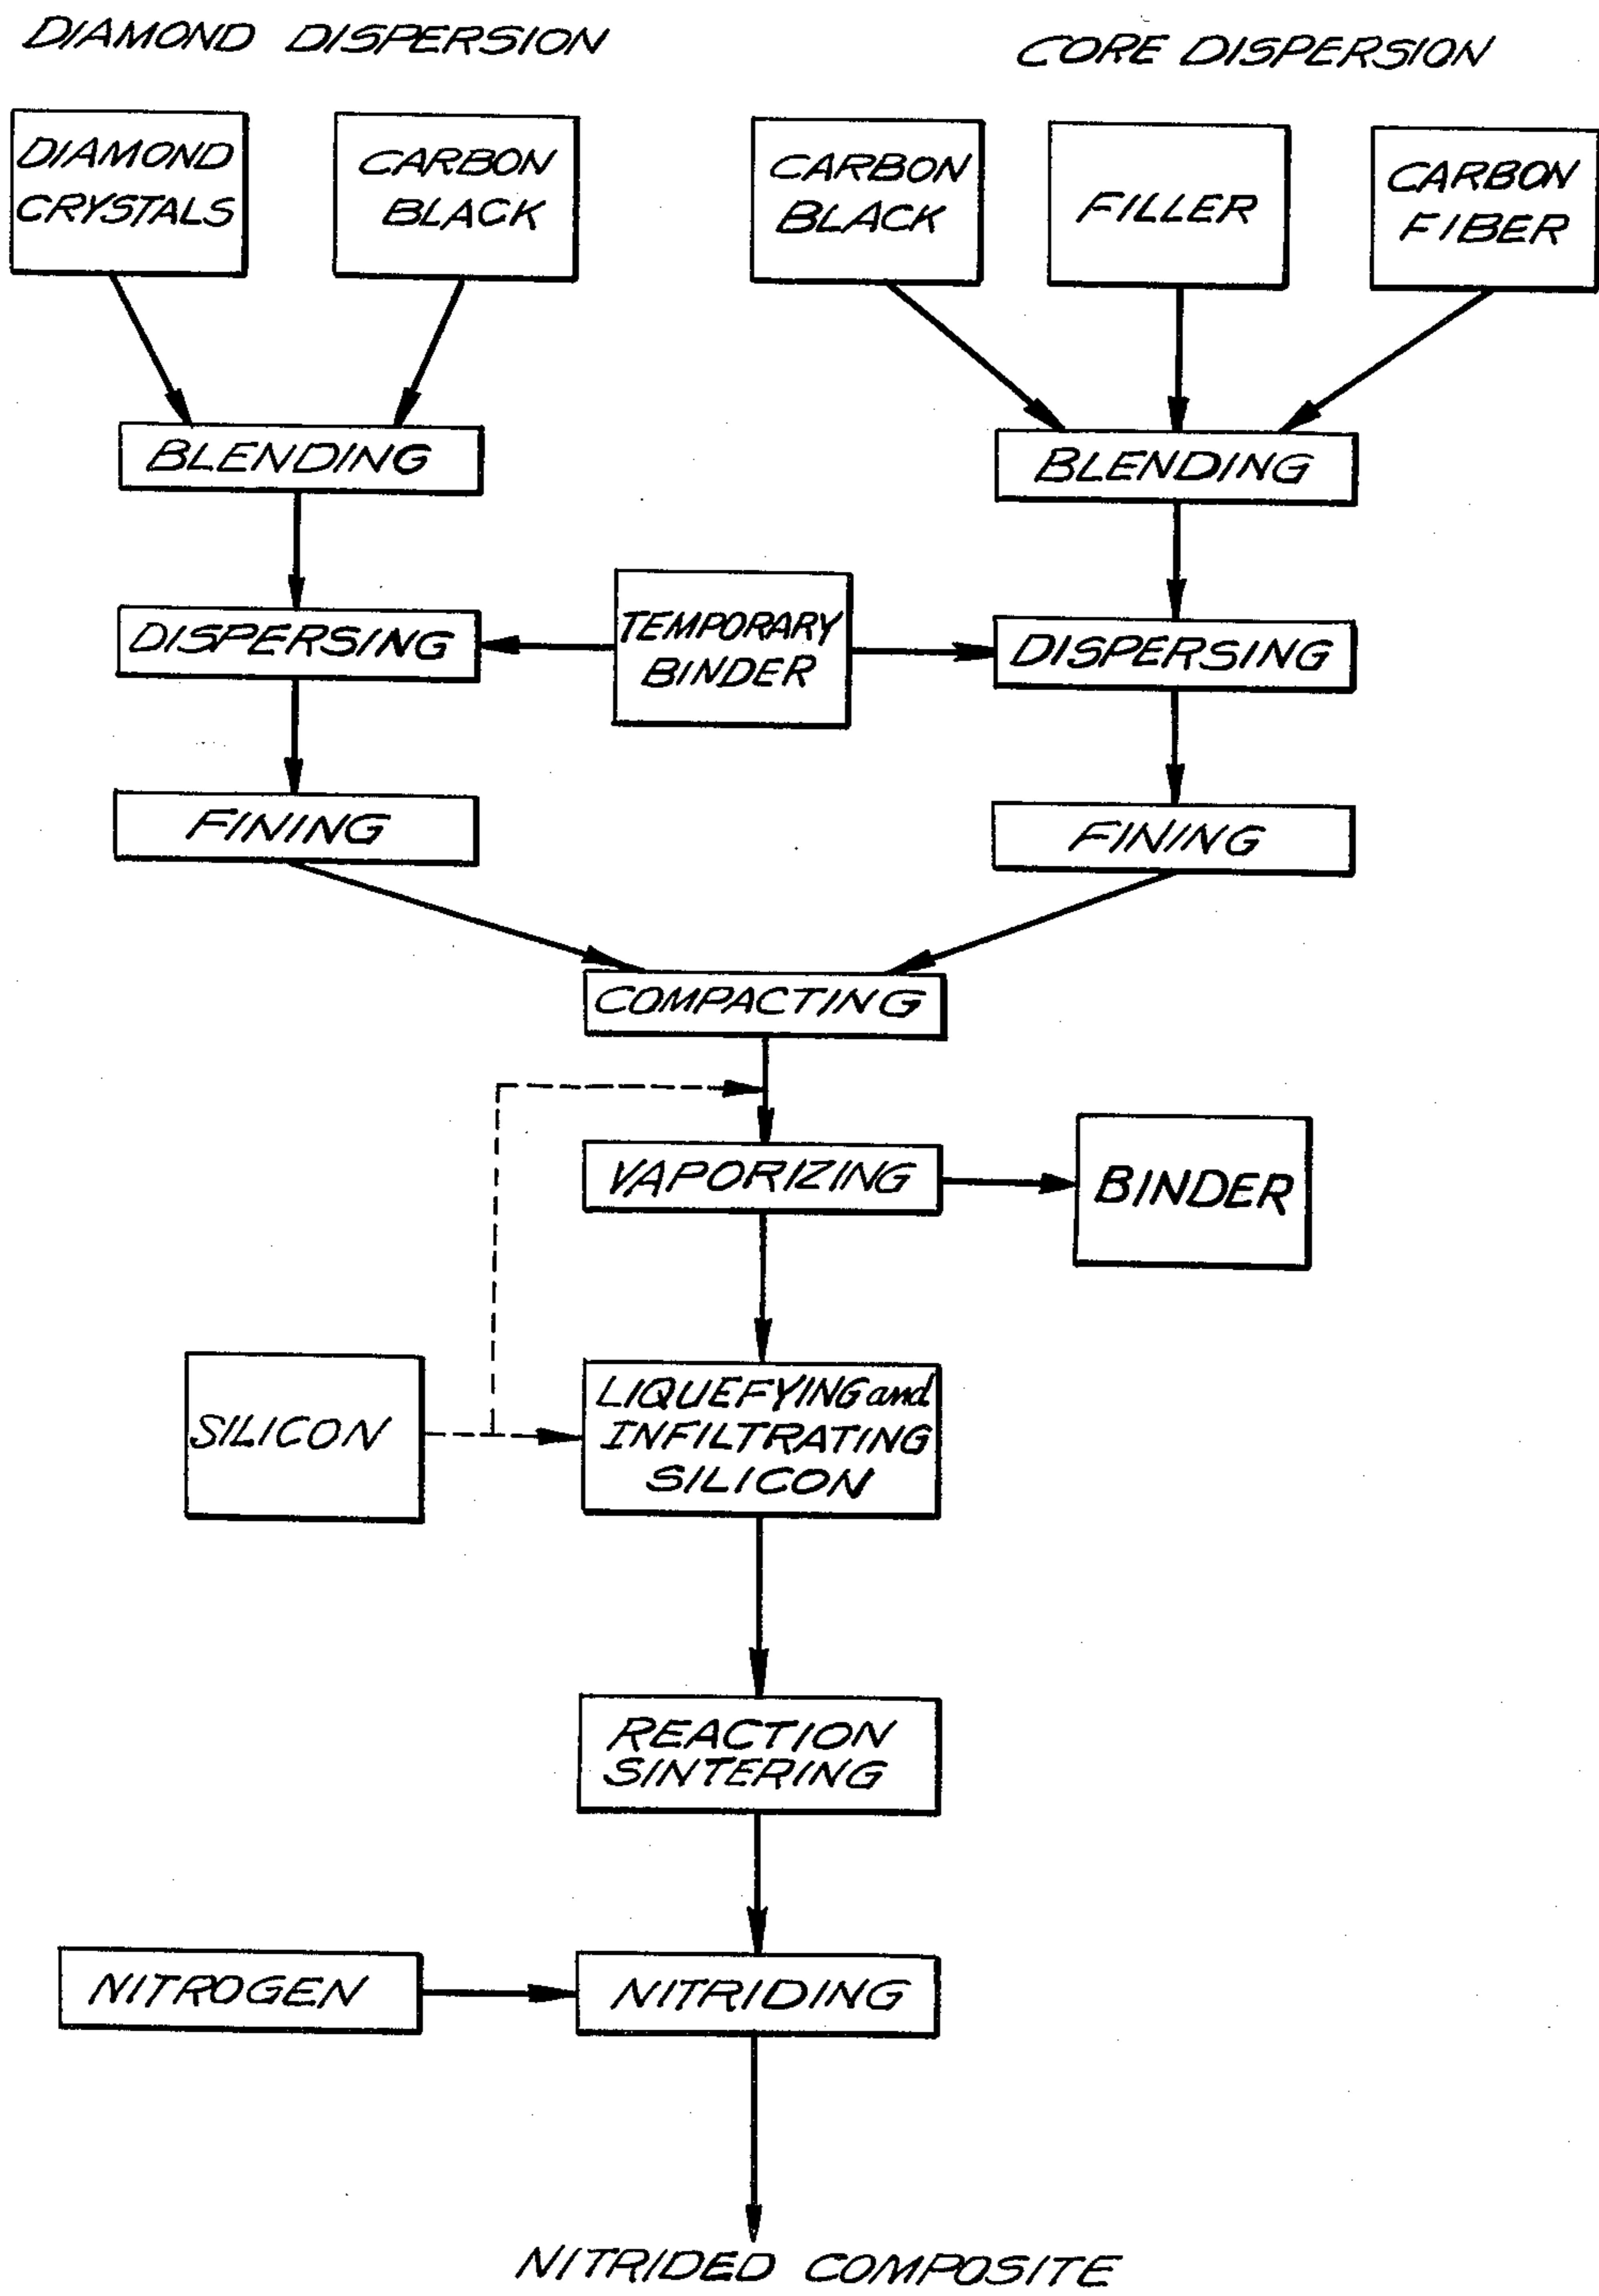 DIAMOND DISPERSION
CORE DISPERSION
DIAMOND
CRYSTALS
CARBON
BLACK
CARBON
BLACK
FILLER
CARBON
FIBER
BLENDING
BLENDING
DISPERSING
TEMPORARY
BINDER
DISPERSING
FINING
FINING
COMPACTING
VAPORIZING
BINDER
SILICON
LIQUEFYING and
INFILTRATING
SILICON
REACTION
SINTERING
NITROGEN
NITRIDING
NITRIDED COMPOSITE